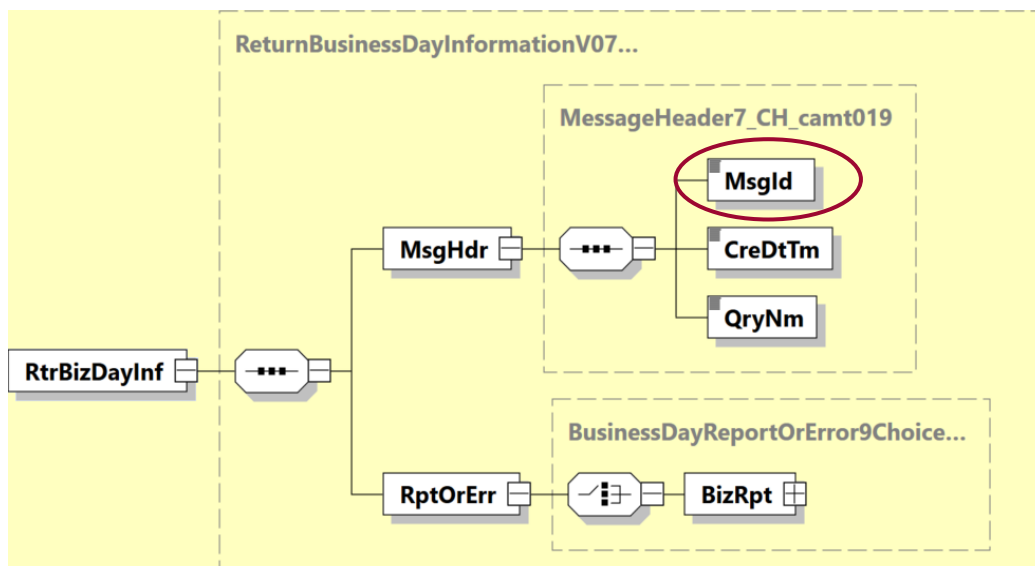 ReturnBusinessDayInformationV07...
MessageHeader7_CH_camt019
MsgId
MsgHdr
CreDtTm
QryNm
RtrBizDayInf
BusinessDayReportOrError9Choice...
RptOrErr
BizRpt